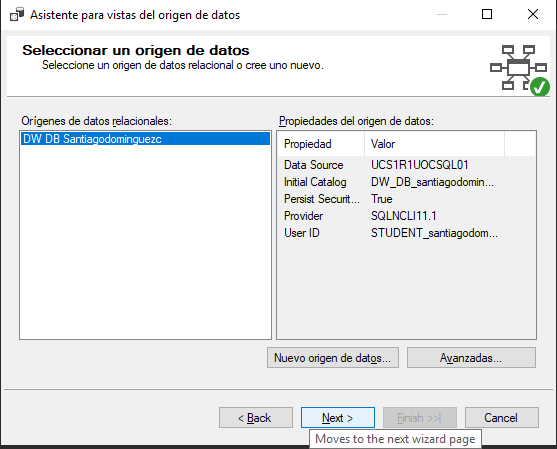 Asistente para vistas del origen de datos
Seleccionar un origen de datos
Seleccione un origen de datos relacional o cree uno nuevo.
Orígenes de datos relacionales:
DW DB Santiagodominguezc
Propiedades del origen de datos:
Propiedad Valor
Data Source UCS1R1UOCSQL01
Initial Catalog DW_DB_santiagodomin...
Persist Securit... True
Provider SQLNCLI11.1
User ID STUDENT_santiagodom...
Nuevo origen de datos... Avanzadas...
< Back Next > Finish >>| Cancel
Moves to the next wizard page